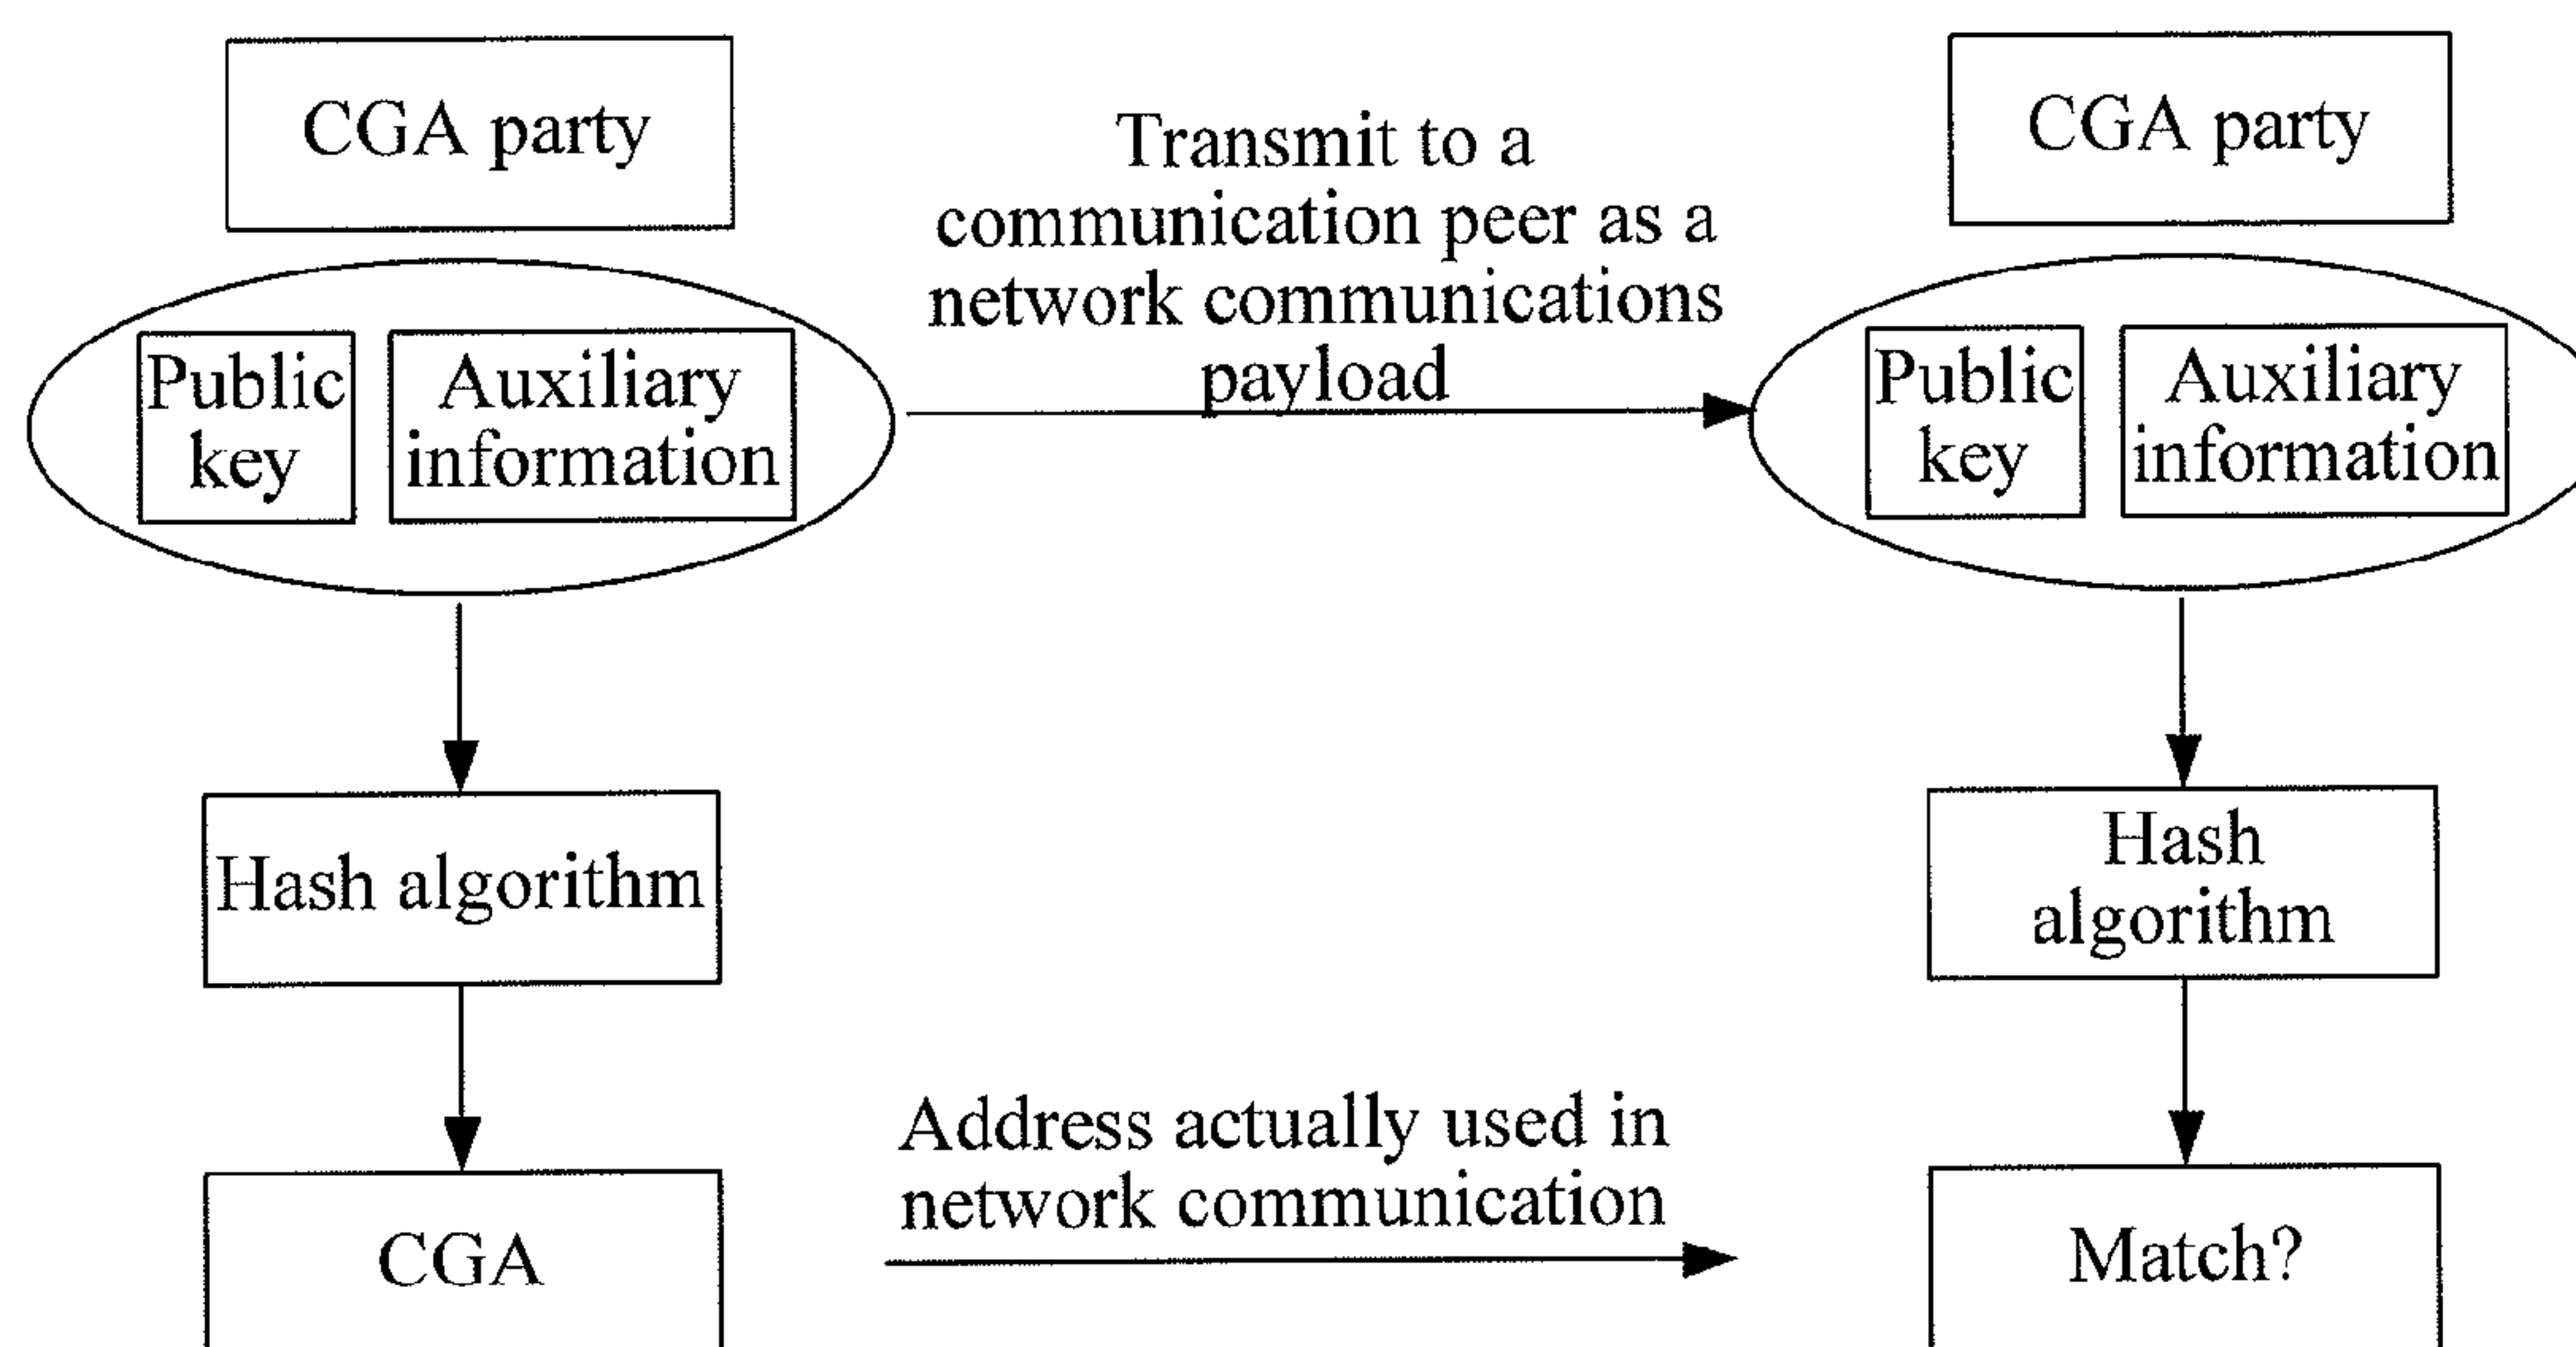 CGA party
Transmit to a
communication peer as a
network communications
payload
CGA party
Public
key
Auxiliary
information
Public
key
Auxiliary
information
Hash algorithm
Hash
algorithm
Address actually used in
network communication
CGA
Match?